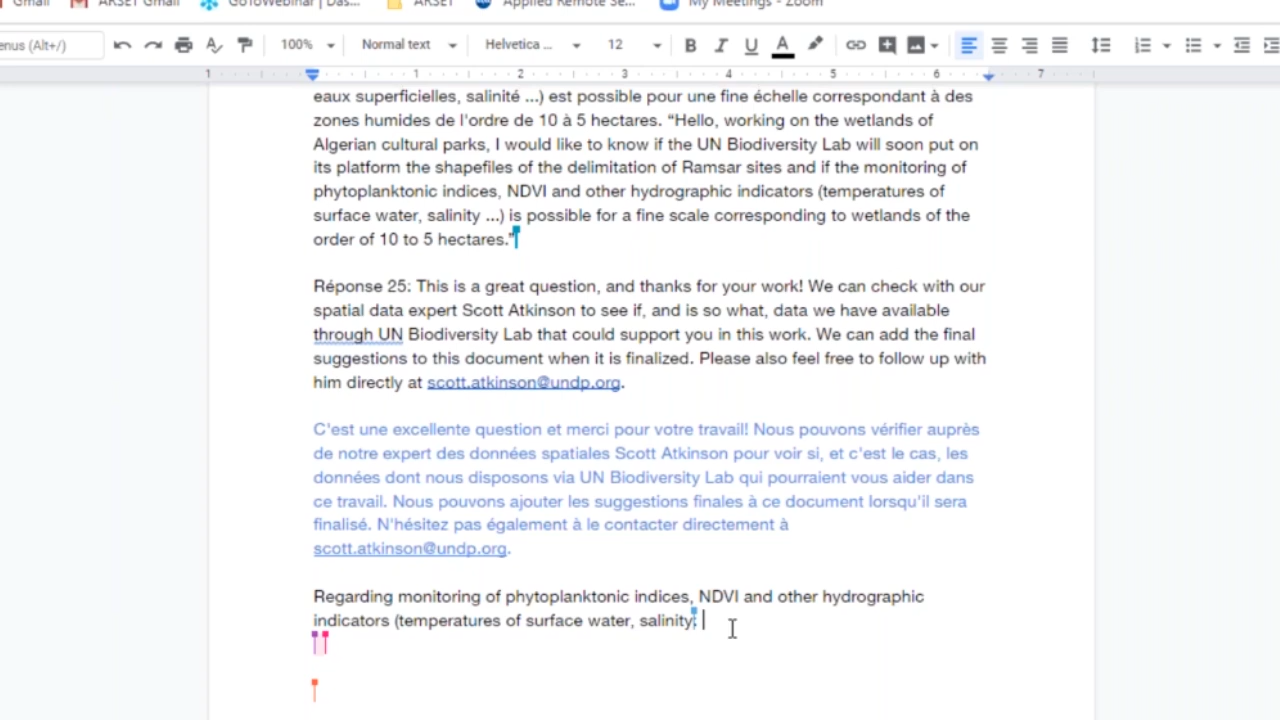 Gmail
ARSET Gmail
GoToWebinar | Das...
ARSET
Applied Remote Se...
My Meetings - Zoom
enus (Alt+/)
100%
Normal text
Helvetica ...
12
B I U A
1 1 2 3 4 5 6 7
eaux superficielles, salinité ...) est possible pour une fine échelle correspondant à des
zones humides de l'ordre de 10 à 5 hectares. “Hello, working on the wetlands of
Algerian cultural parks, I would like to know if the UN Biodiversity Lab will soon put on
its platform the shapefiles of the delimitation of Ramsar sites and if the monitoring of
phytoplanktonic indices, NDVI and other hydrographic indicators (temperatures of
surface water, salinity ...) is possible for a fine scale corresponding to wetlands of the
order of 10 to 5 hectares.”
Réponse 25: This is a great question, and thanks for your work! We can check with our
spatial data expert Scott Atkinson to see if, and is so what, data we have available
through UN Biodiversity Lab that could support you in this work. We can add the final
suggestions to this document when it is finalized. Please also feel free to follow up with
him directly at scott.atkinson@undp.org.
C'est une excellente question et merci pour votre travail! Nous pouvons vérifier auprès
de notre expert des données spatiales Scott Atkinson pour voir si, et c'est le cas, les
données dont nous disposons via UN Biodiversity Lab qui pourraient vous aider dans
ce travail. Nous pouvons ajouter les suggestions finales à ce document lorsqu'il sera
finalisé. N'hésitez pas également à le contacter directement à
scott.atkinson@undp.org.
Regarding monitoring of phytoplanktonic indices, NDVI and other hydrographic
indicators (temperatures of surface water, salinity